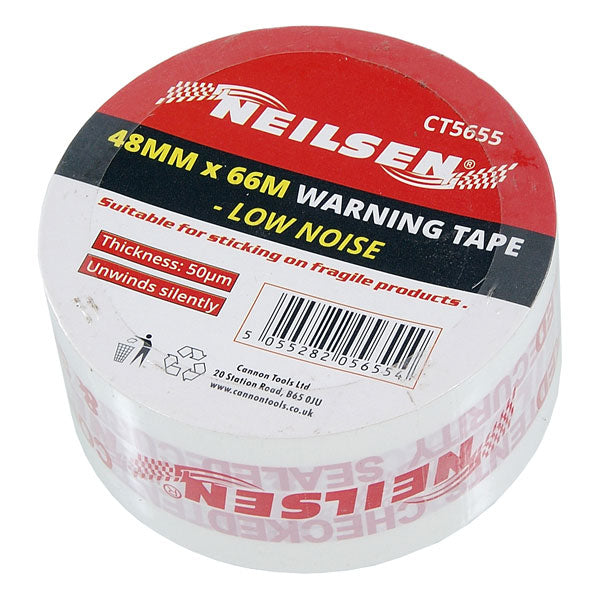 NEILSEN®
CT5655
48MM x 66M WARNING TAPE
- LOW NOISE
Suitable for sticking on fragile products.
Thickness: 50µm
Unwinds silently
5 055282 056554
Cannon Tools Ltd
20 Station Road, B65 0JU
www.cannontools.co.uk
SECURITY SEALED
NEILSEN®
CHECKED